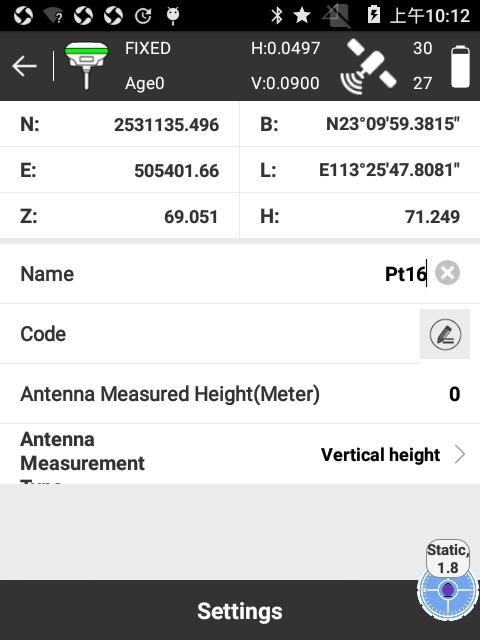 上午10:12
FIXED
H:0.0497
30
Age0
V:0.0900
27
N:
2531135.496
B:
N23°09'59.3815"
E:
505401.66
L:
E113°25'47.8081"
Z:
69.051
H:
71.249
Name
Pt16
Code
Antenna Measured Height(Meter)
0
Antenna
Measurement
Type
Vertical height
Static,
1.8
Settings